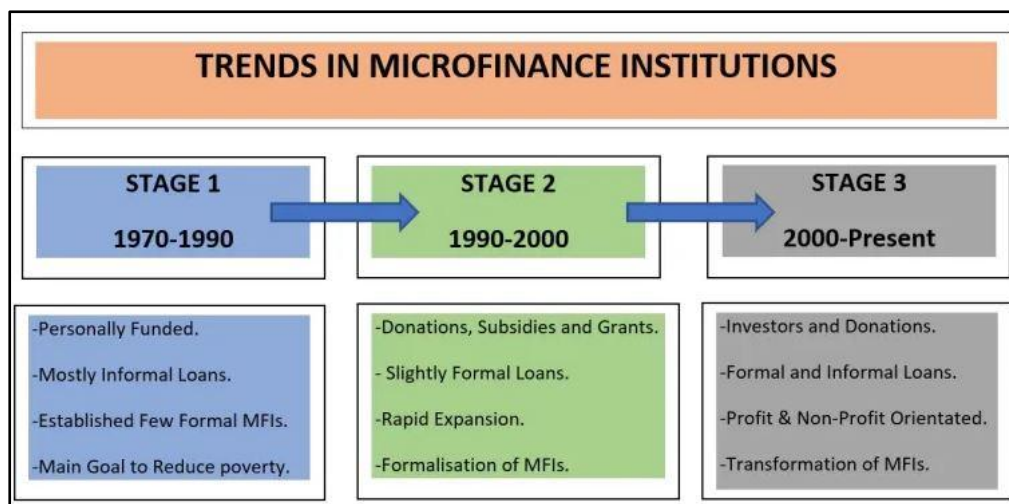 TRENDS IN MICROFINANCE INSTITUTIONS
STAGE 1
1970-1990
STAGE 2
1990-2000
STAGE 3
2000-Present
-Personally Funded.
-Mostly Informal Loans.
-Established Few Formal MFIs.
-Main Goal to Reduce poverty.
-Donations, Subsidies and Grants.
- Slightly Formal Loans.
-Rapid Expansion.
-Formalisation of MFIs.
-Investors and Donations.
-Formal and Informal Loans.
-Profit & Non-Profit Orientated.
-Transformation of MFIs.